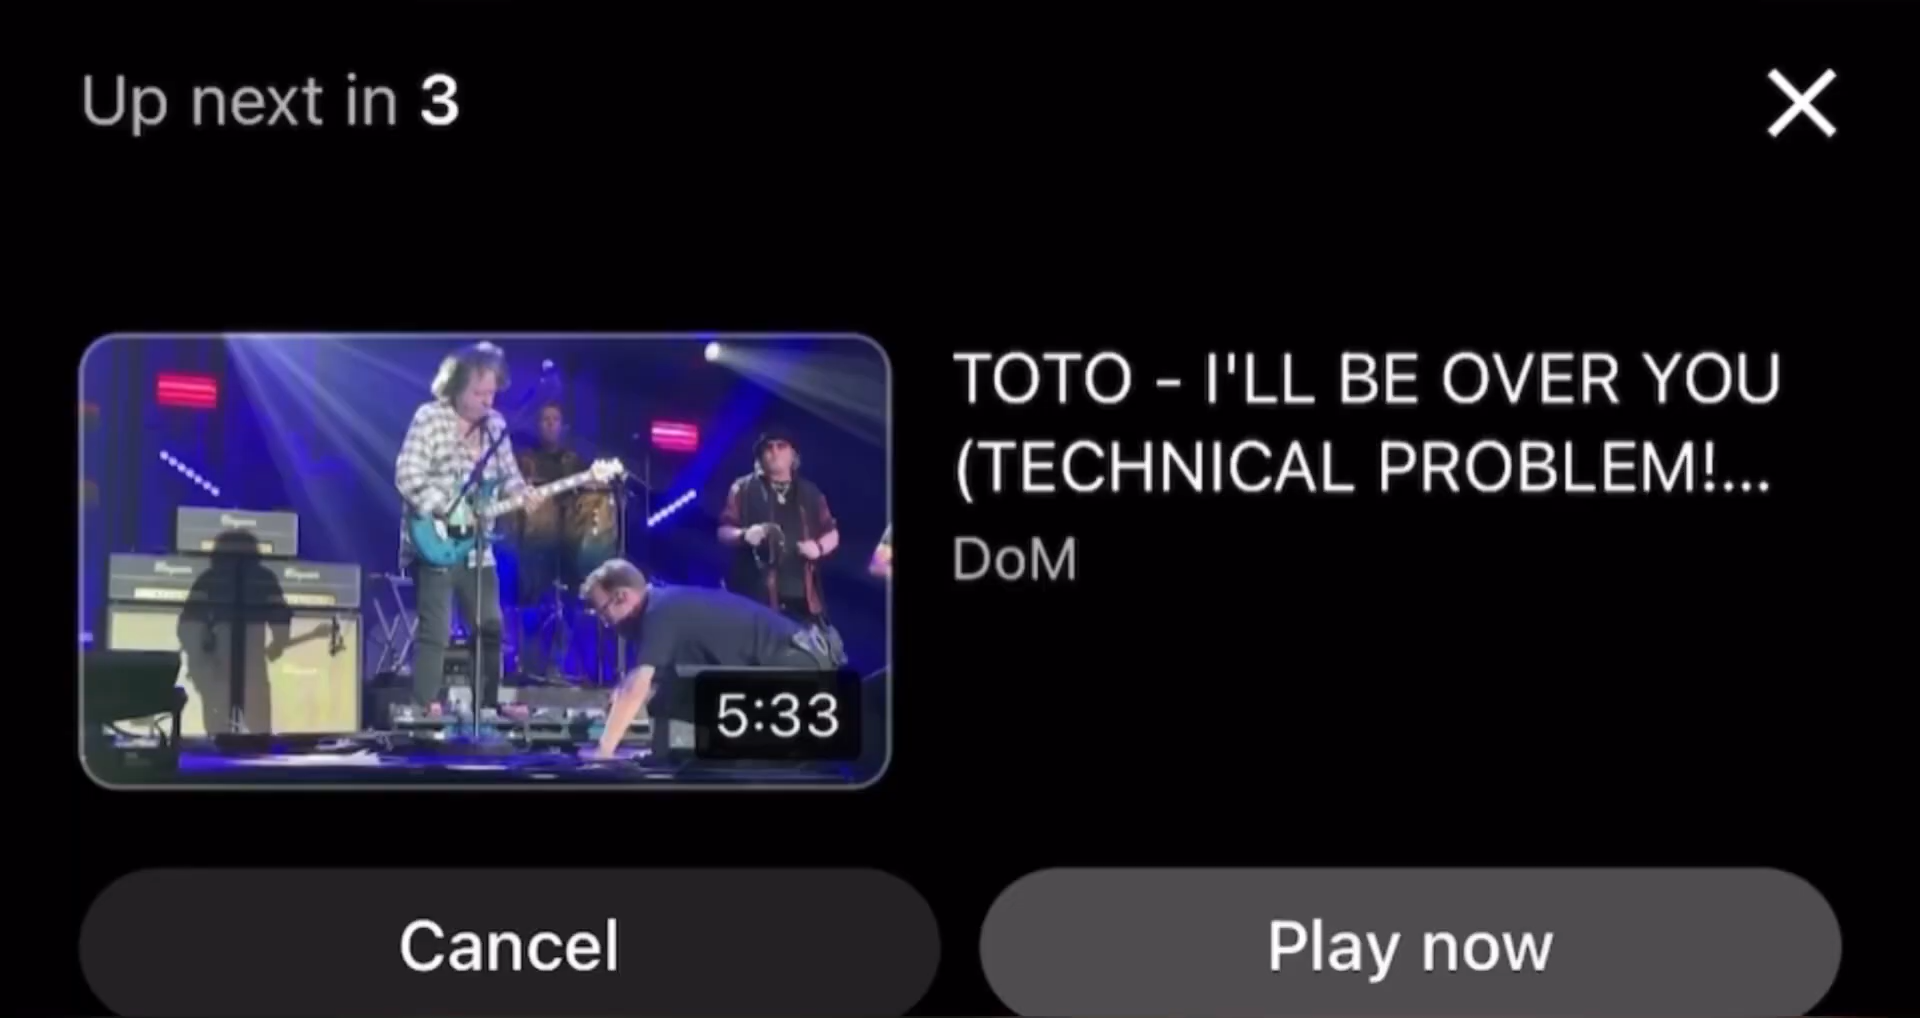 Up next in 3
TOTO - I'LL BE OVER YOU
(TECHNICAL PROBLEM!...
DoM
5:33
Cancel
Play now